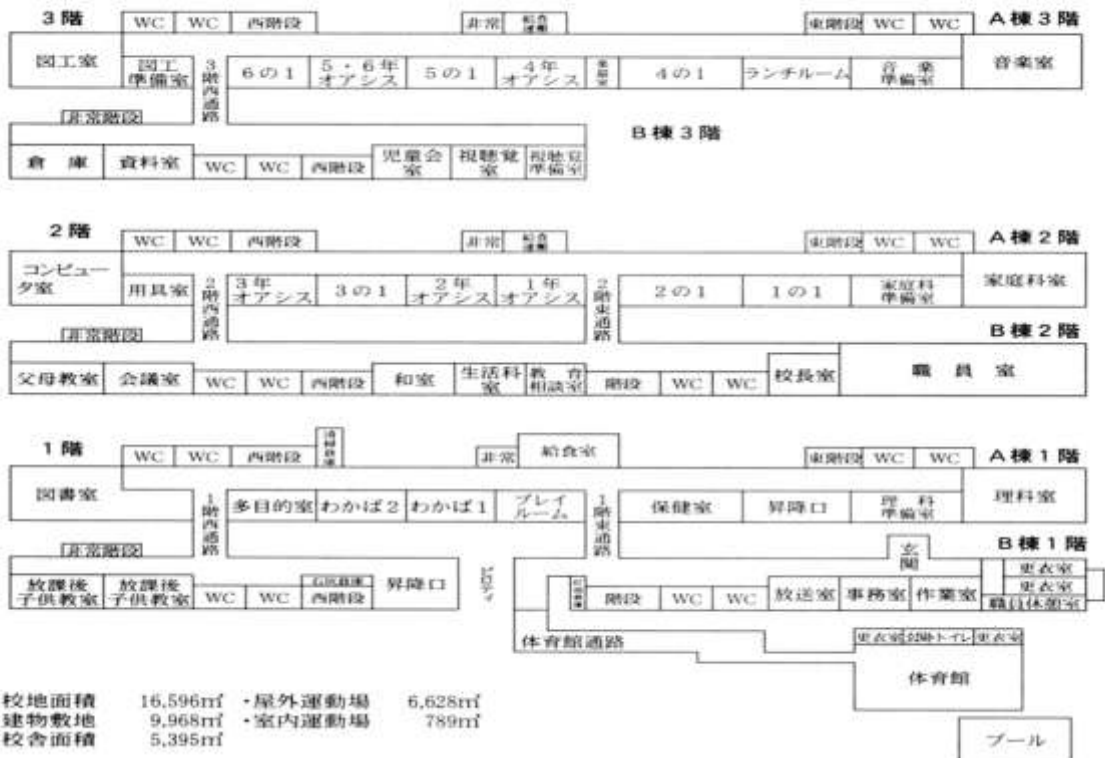 3階 WC WC 西階段 非常 給食運搬 東階段 WC WC A棟3階
図工室 図工準備室 3階西通路 6の1 5・6年オアシス 5の1 4年オアシス 4の1 ランチルーム 音楽準備室 音楽室
非常階段 B棟3階
倉庫 資料室 WC WC 西階段 児童会室 視聴覚室 視聴覚準備室
2階 WC WC 西階段 非常 給食運搬 東階段 WC WC A棟2階
コンピュータ室 用具室 2階西通路 3年オアシス 3の1 2年オアシス 1年オアシス 2階東通路 2の1 1の1 家庭科準備室 家庭科室
非常階段 B棟2階
父母教室 会議室 WC WC 西階段 和室 生活科室 教育相談室 階段 WC WC 校長室 職員室
1階 WC WC 西階段 清掃倉庫 非常 給食室 東階段 WC WC A棟1階
図書室 1階西通路 多目的室 わかば2 わかば1 プレイルーム 1階東通路 保健室 昇降口 理科準備室 理科室
非常階段 玄関 B棟1階
放課後子供教室 放課後子供教室 WC WC 西階段 昇降口 ピロティ 階段 WC WC 放送室 事務室 作業室 更衣室 更衣室 職員休憩室
体育館通路 更衣室 トイレ 更衣室
体育館
校地面積 16,596㎡ ・屋外運動場 6,628㎡
建物敷地 9,968㎡ ・室内運動場 789㎡
校舎面積 5,395㎡
プール